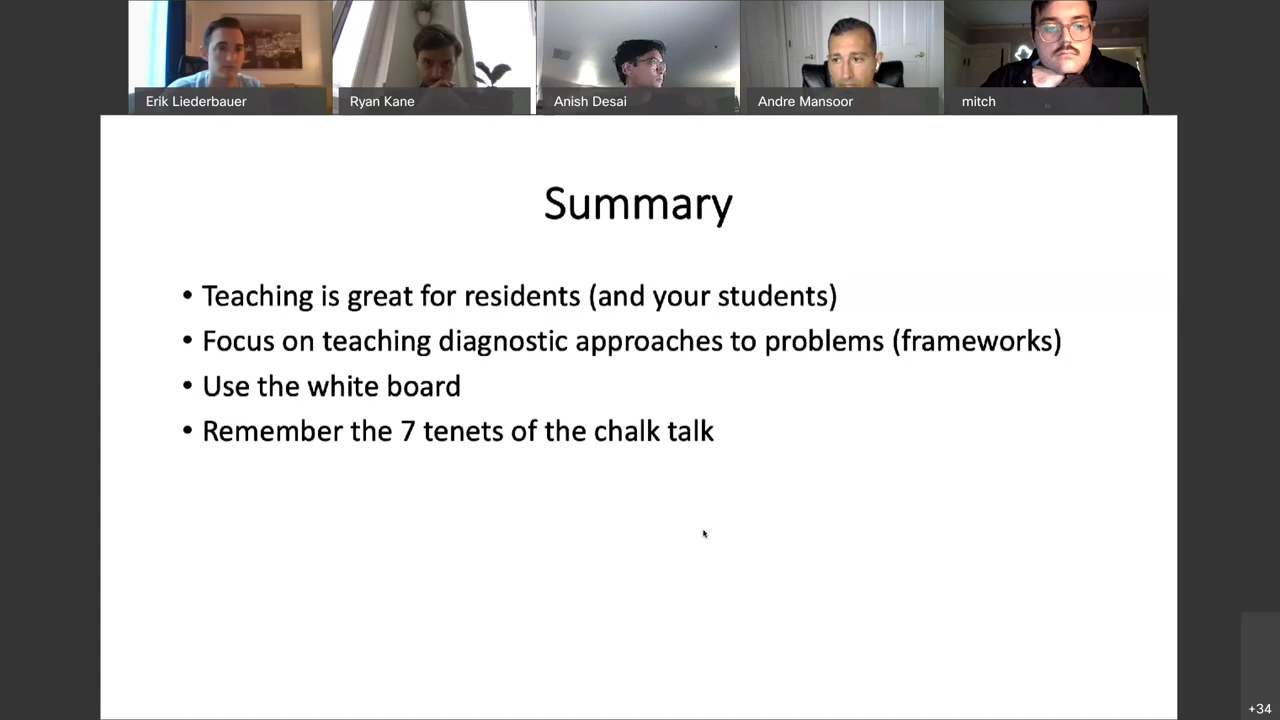 Erik Liederbauer
Ryan Kane
Anish Desai
Andre Mansoor
mitch
Summary
• Teaching is great for residents (and your students)
• Focus on teaching diagnostic approaches to problems (frameworks)
• Use the white board
• Remember the 7 tenets of the chalk talk
+34